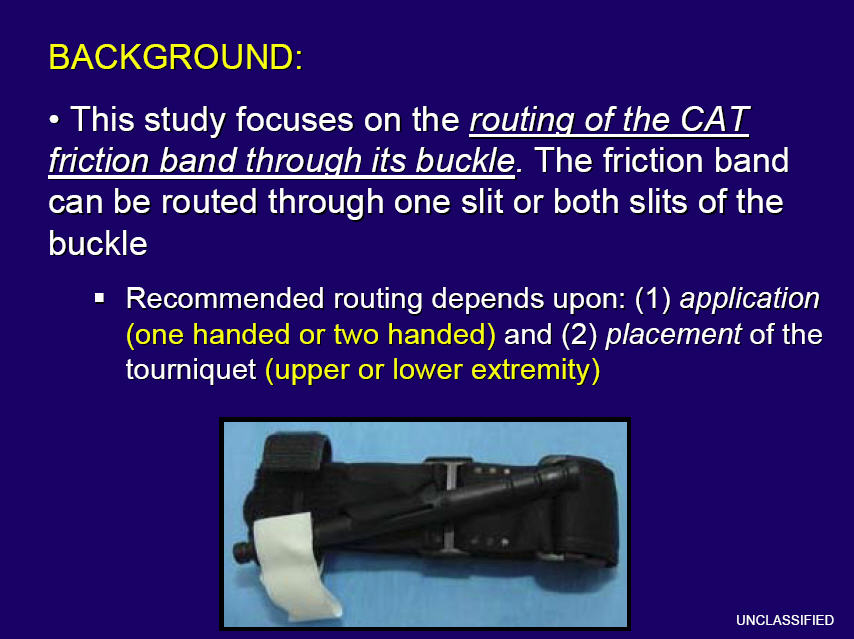 BACKGROUND:
• This study focuses on the routing of the CAT
friction band through its buckle. The friction band
can be routed through one slit or both slits of the
buckle
▪ Recommended routing depends upon: (1) application
(one handed or two handed) and (2) placement of the
tourniquet (upper or lower extremity)
UNCLASSIFIED